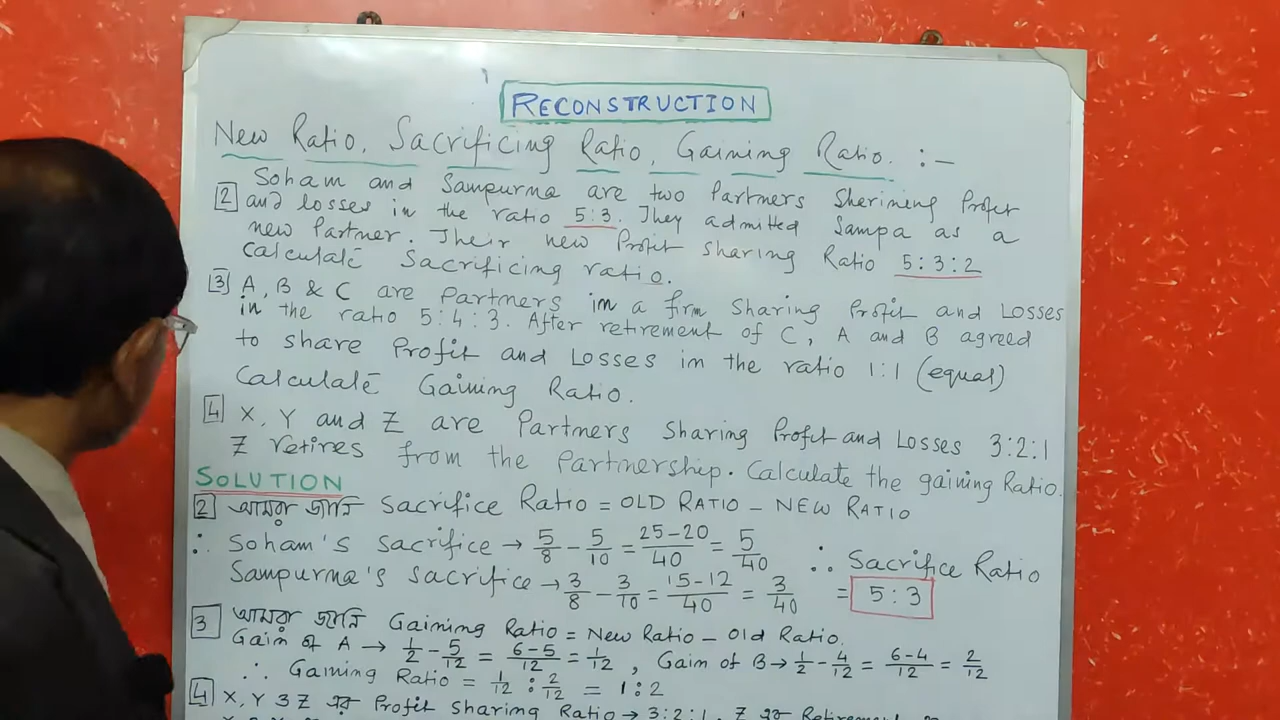 RECONSTRUCTION
New Ratio, Sacrificing Ratio, Gaining Ratio. :-
2 Soham and Sampurna are two Partners Sherining Profit
and losses in the ratio 5:3. They admitted Sampa as a
new Partner. Their new Profit sharing Ratio 5:3:2
calculate Sacrificing ratio.
3 A, B & C are Partners in a firm Sharing Profit and Losses
in the ratio 5:4:3. After retirement of C, A and B agreed
to share Profit and Losses in the ratio 1:1 (equal)
Calculate Gaining Ratio.
4 X, Y and Z are Partners Sharing Profit and Losses 3:2:1
Z retires from the Partnership. Calculate the gaining Ratio.
SOLUTION
2 আমরা জানি Sacrifice Ratio = OLD RATIO - NEW RATIO
∴ Soham's Sacrifice → 5/8 - 5/10 = 25-20/40 = 5/40 ∴ Sacrifice Ratio
Sampurna's Sacrifice → 3/8 - 3/10 = 15-12/40 = 3/40 = 5:3
3 আমরা জানি Gaining Ratio = New Ratio - Old Ratio.
Gain of A → 1/2 - 5/12 = 6-5/12 = 1/12, Gain of B → 1/2 - 4/12 = 6-4/12 = 2/12
∴ Gaining Ratio = 1/12 : 2/12 = 1:2
4 X, Y ও Z এর Profit Sharing Ratio → 3:2:1. Z এর Retirement